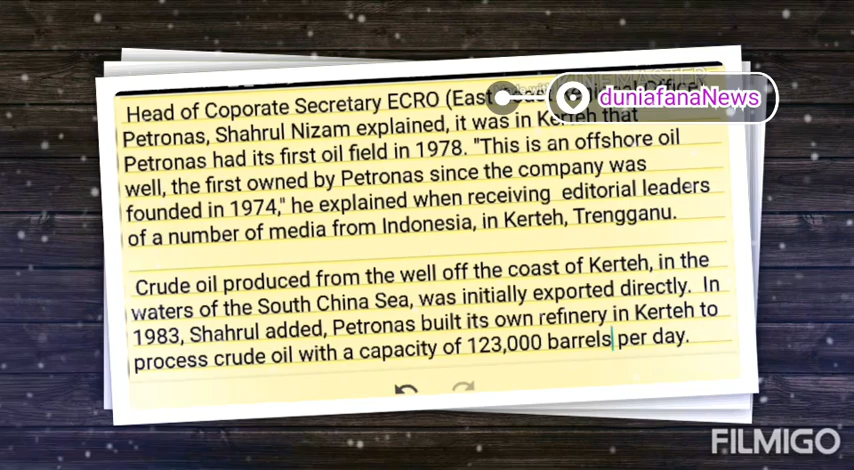 duniafanaNews
Head of Coporate Secretary ECRO (East
Petronas, Shahrul Nizam explained, it was in Kerteh that
Petronas had its first oil field in 1978. "This is an offshore oil
well, the first owned by Petronas since the company was
founded in 1974," he explained when receiving editorial leaders
of a number of media from Indonesia, in Kerteh, Trengganu.
Crude oil produced from the well off the coast of Kerteh, in the
waters of the South China Sea, was initially exported directly. In
1983, Shahrul added, Petronas built its own refinery in Kerteh to
process crude oil with a capacity of 123,000 barrels per day.
FILMIGO